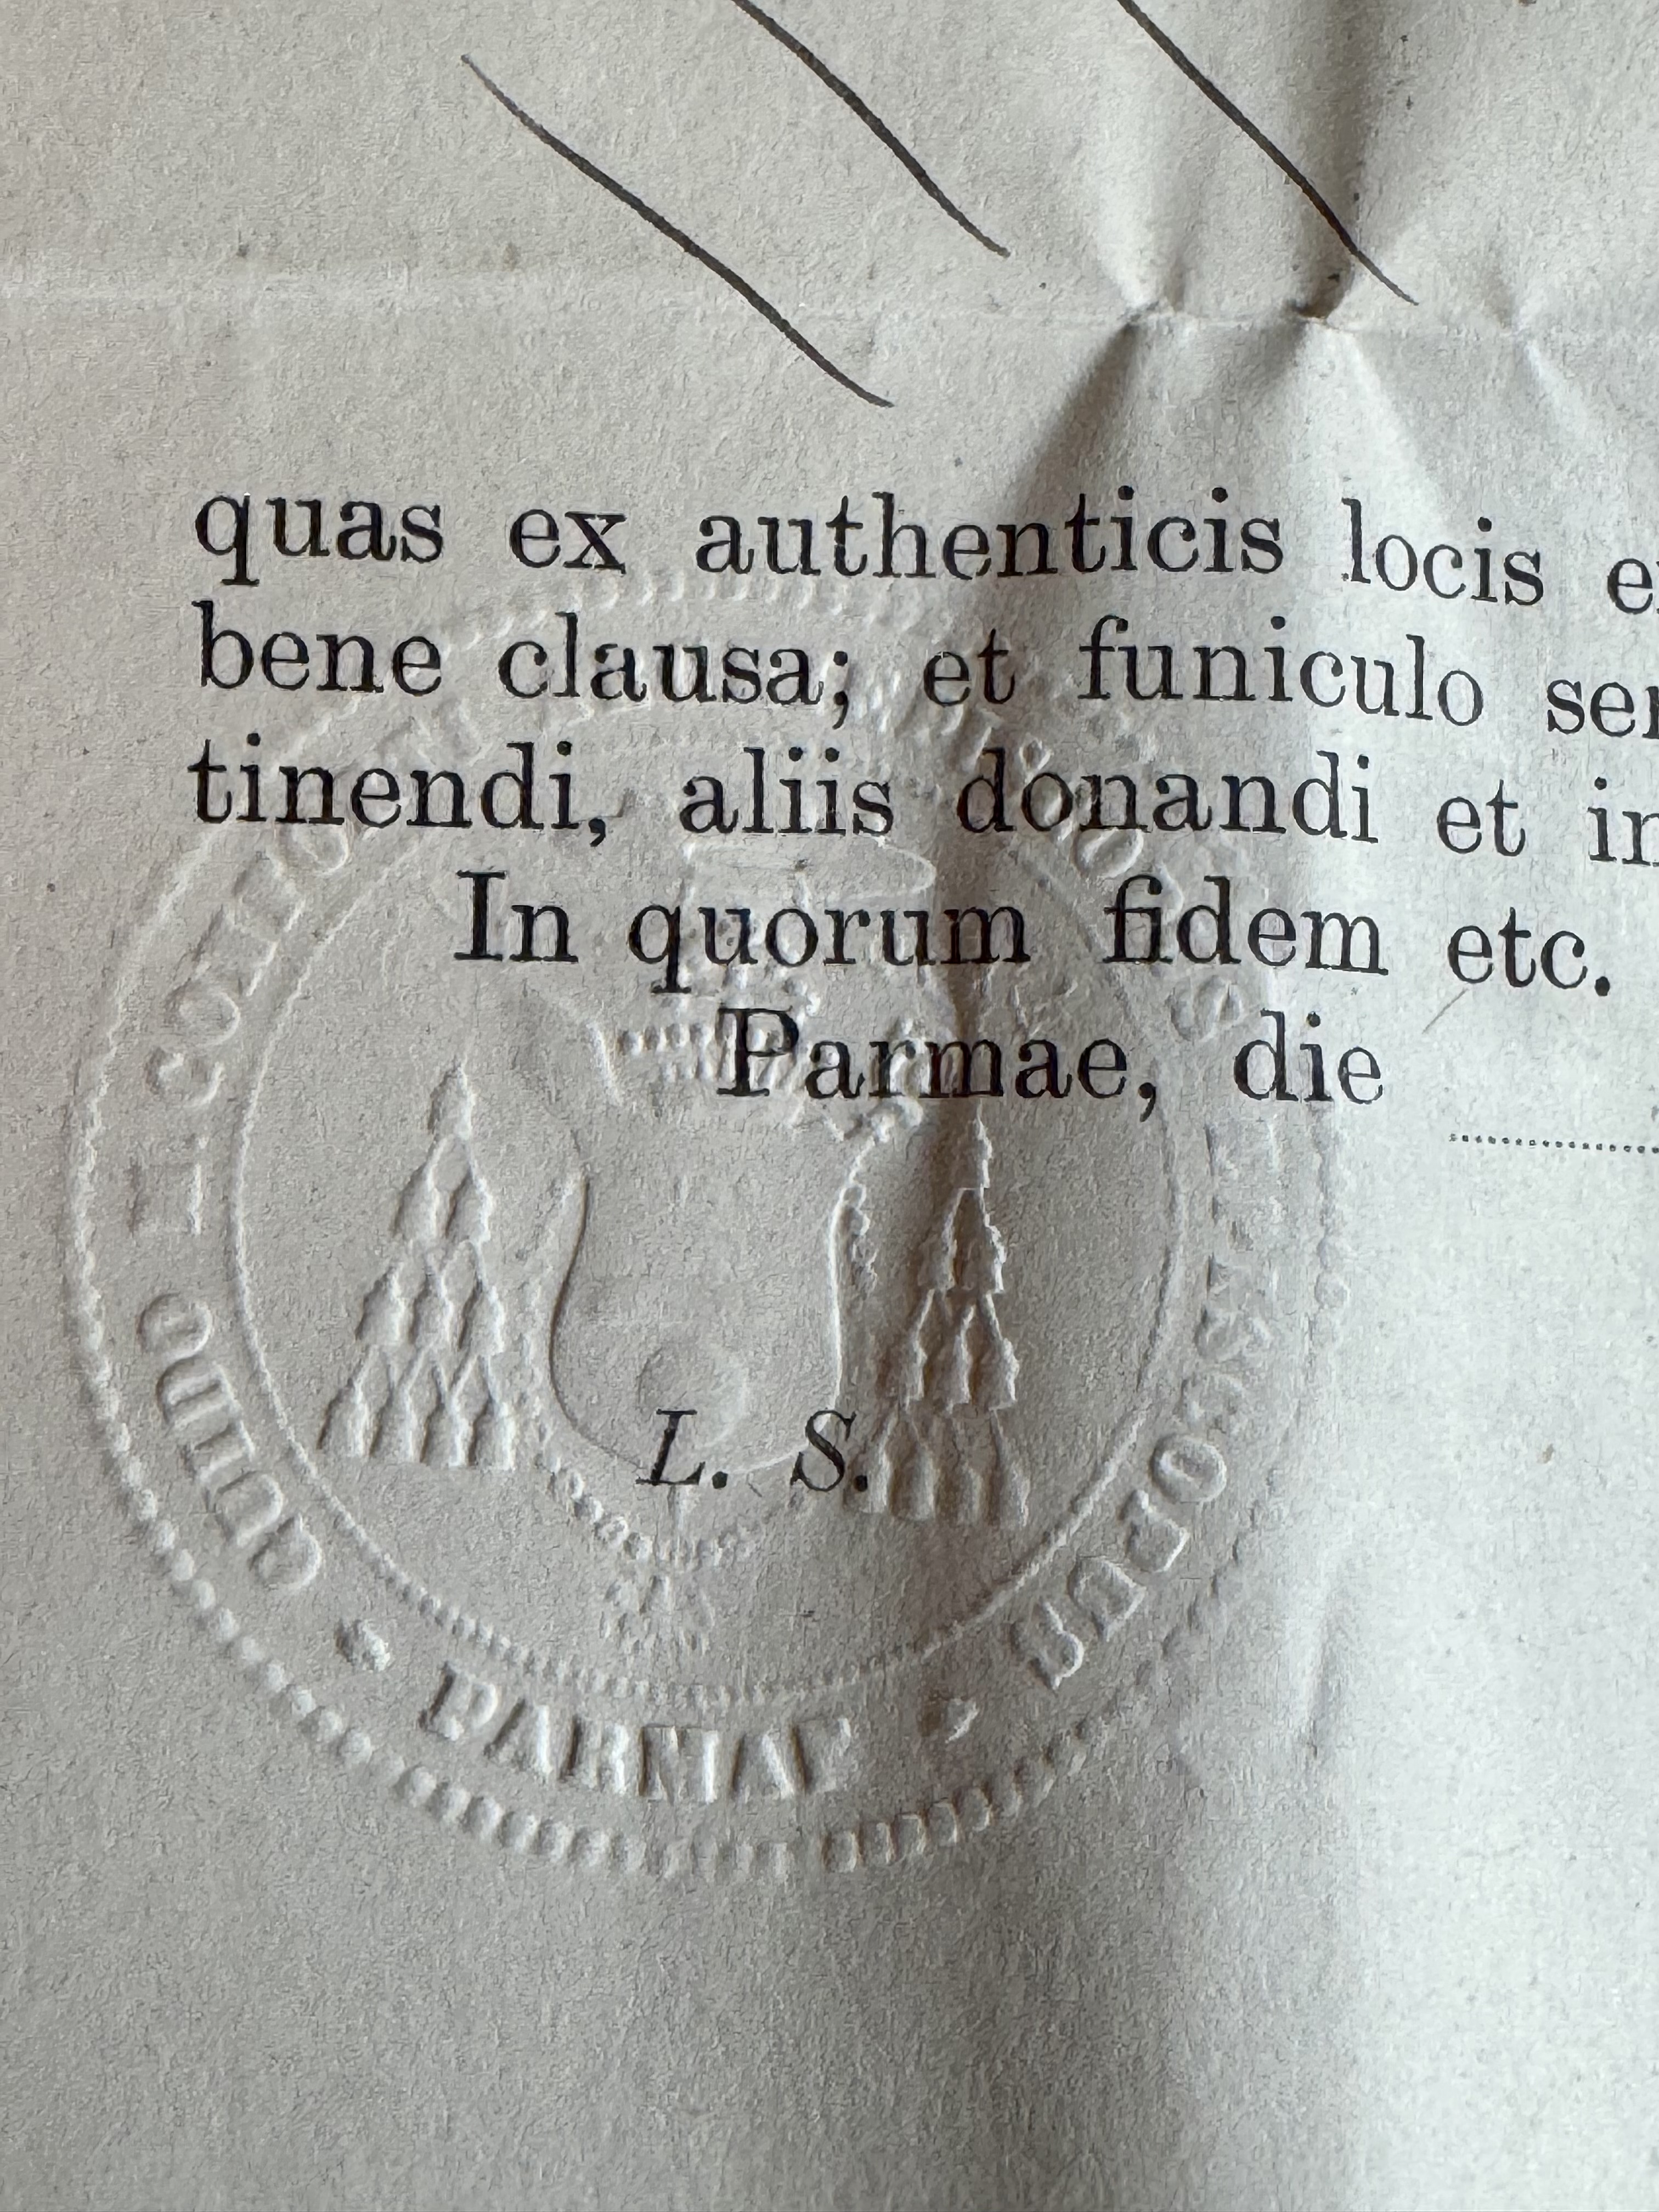 quas ex authenticis locis
bene clausa; et funiculo
tinendi, aliis donandi et
In quorum fidem etc.
Parmae, die
L. S.
PARMAE